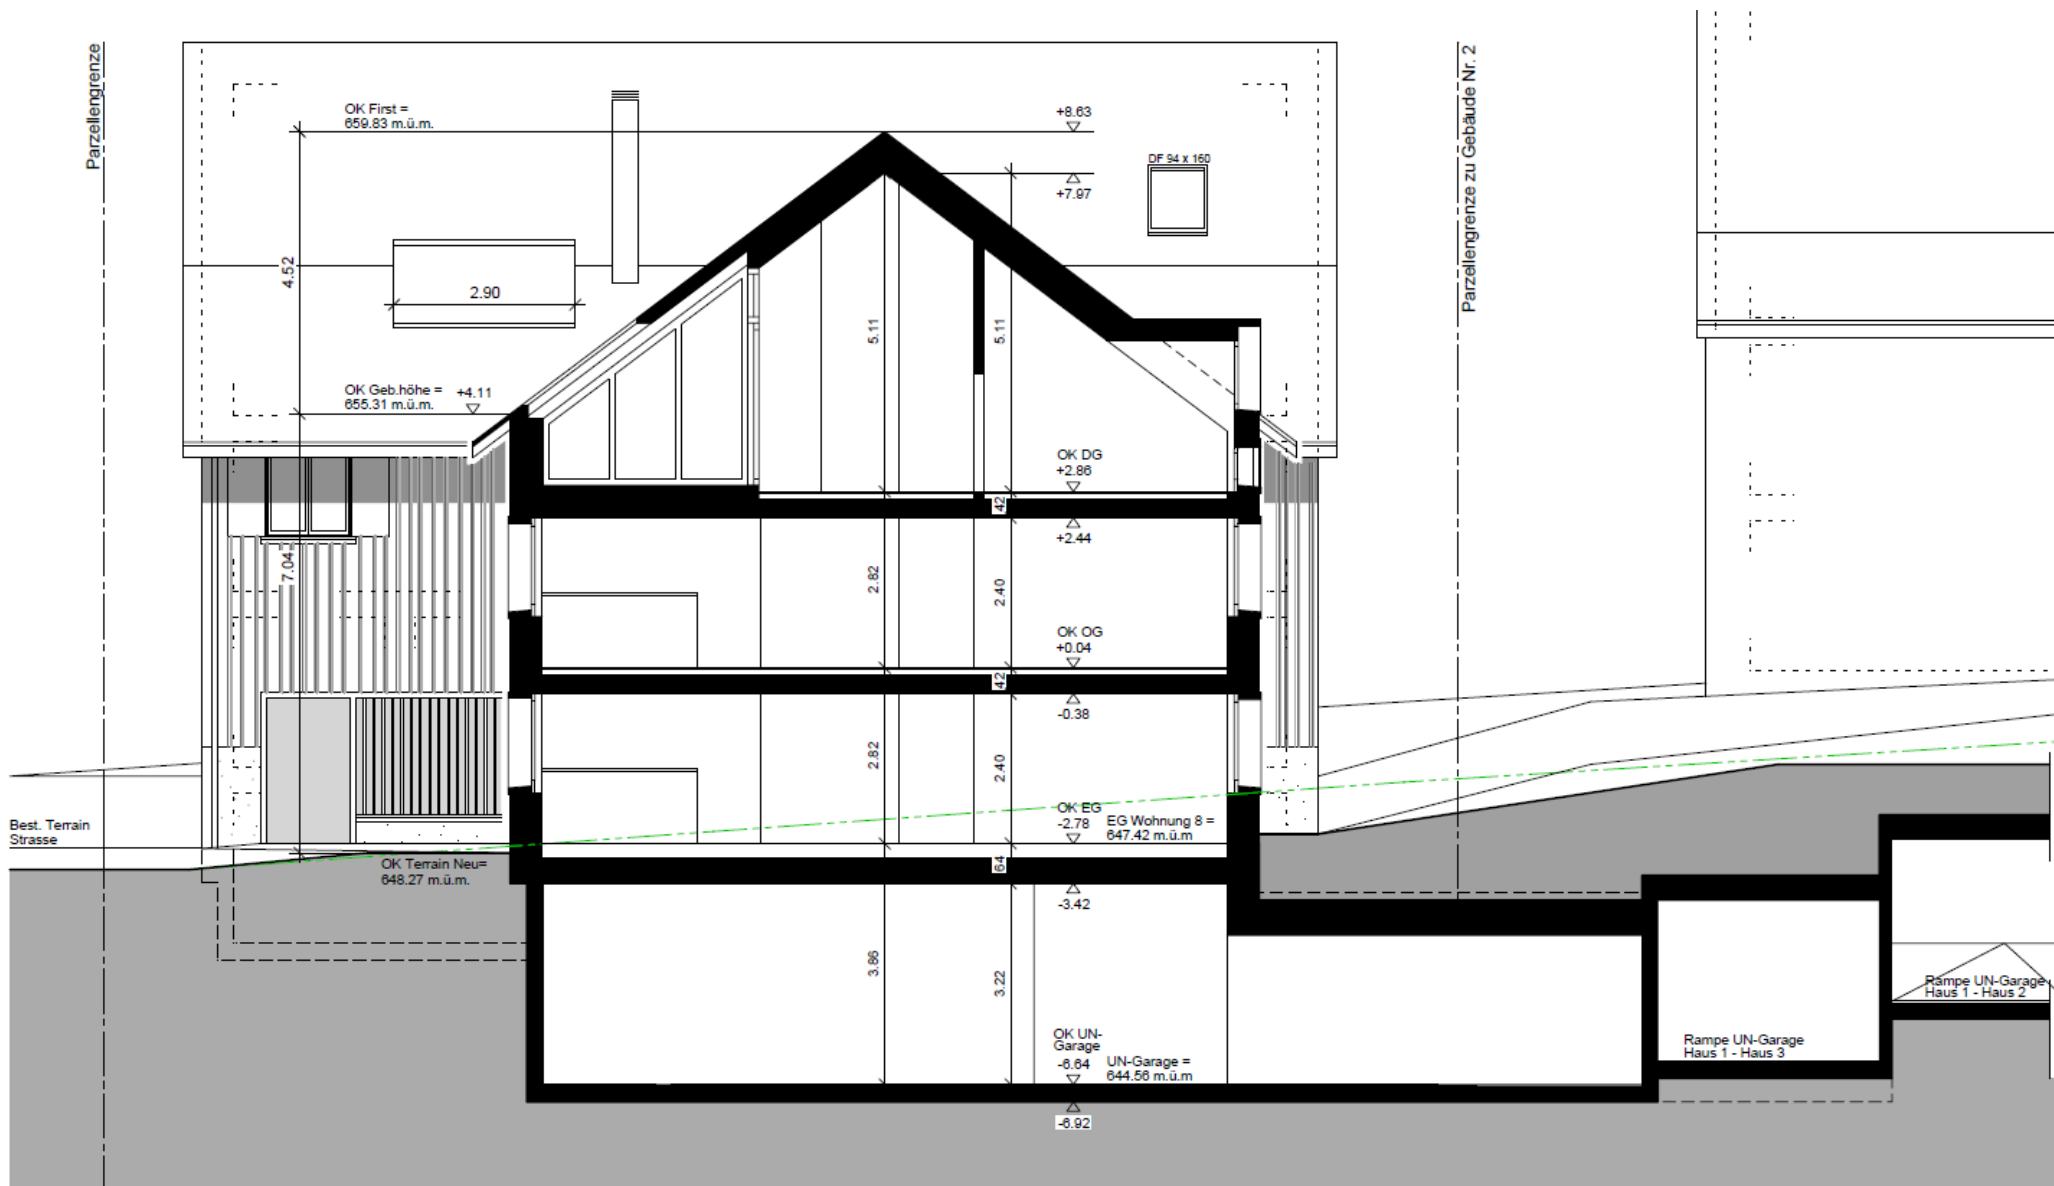 Parzellengrenze
Parzellengrenze zu Gebäude Nr. 2
OK First =
659.83 m.ü.m.
+8.63
DF 94 x 160
+7.97
4.52
2.90
5.11
5.11
OK Geb.höhe =
655.31 m.ü.m.
+4.11
OK DG
+2.86
42
+2.44
7.04
2.82
2.40
OK OG
+0.04
42
-0.38
2.82
2.40
Best. Terrain
Strasse
OK EG
-2.78
EG Wohnung 8 =
647.42 m.ü.m
OK Terrain Neu=
648.27 m.ü.m.
64
-3.42
3.86
3.22
Rampe UN-Garage
Haus 1 - Haus 2
OK UN-
Garage
-6.64
UN-Garage =
644.56 m.ü.m
Rampe UN-Garage
Haus 1 - Haus 3
-6.92